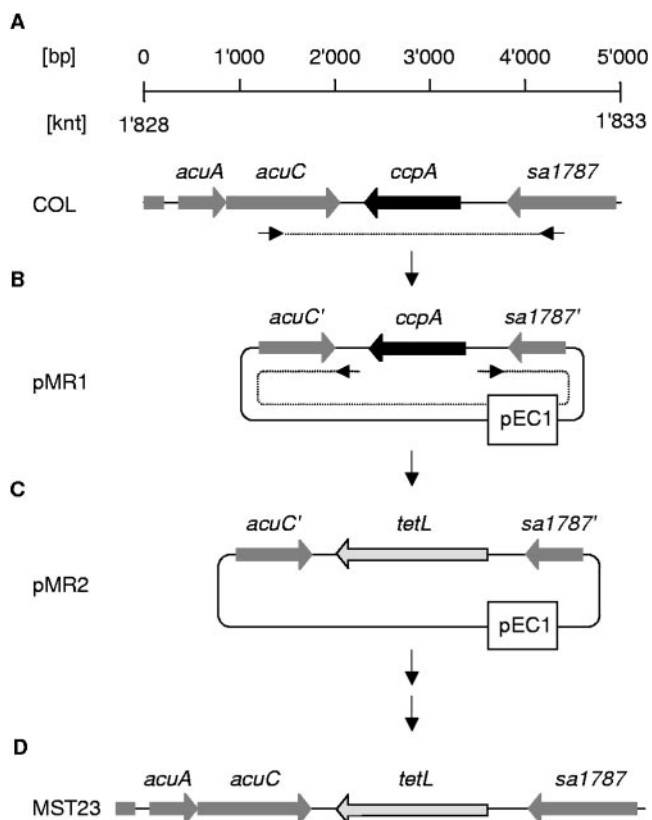 A
[bp] 0 1'000 2'000 3'000 4'000 5'000
[knt] 1'828 1'833
acuA acuC ccpA sa1787
COL
B
acuC' ccpA sa1787'
pMR1
pEC1
C
acuC' tetL sa1787'
pMR2
pEC1
D
acuA acuC tetL sa1787
MST23